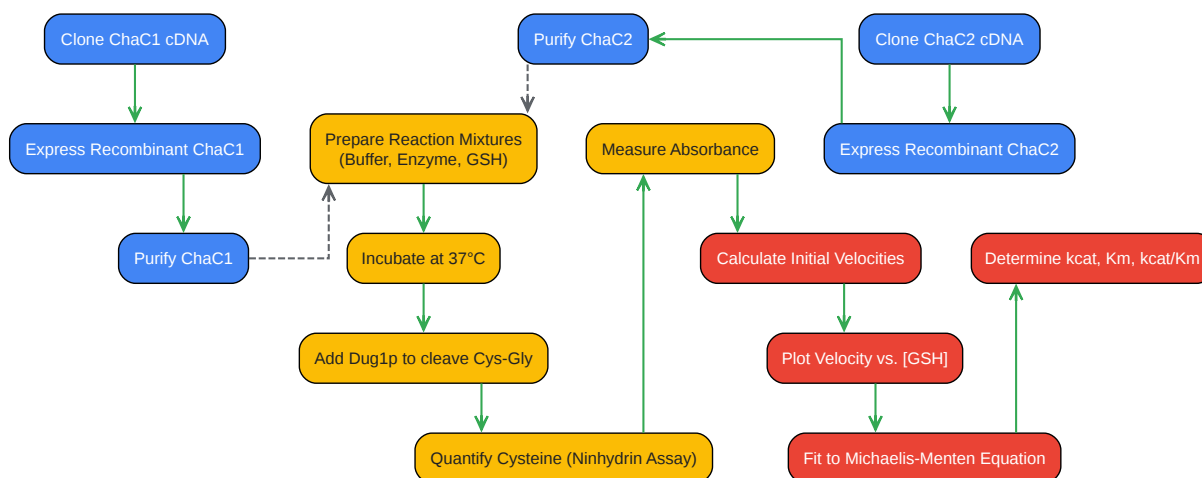 Clone ChaC1 cDNA
Purify ChaC2
Clone ChaC2 cDNA
Express Recombinant ChaC1
Prepare Reaction Mixtures
(Buffer, Enzyme, GSH)
Measure Absorbance
Express Recombinant ChaC2
Purify ChaC1
Incubate at 37°C
Calculate Initial Velocities
Determine kcat, Km, kcat/Km
Add Dug1p to cleave Cys-Gly
Plot Velocity vs. [GSH]
Quantify Cysteine (Ninhydrin Assay)
Fit to Michaelis-Menten Equation